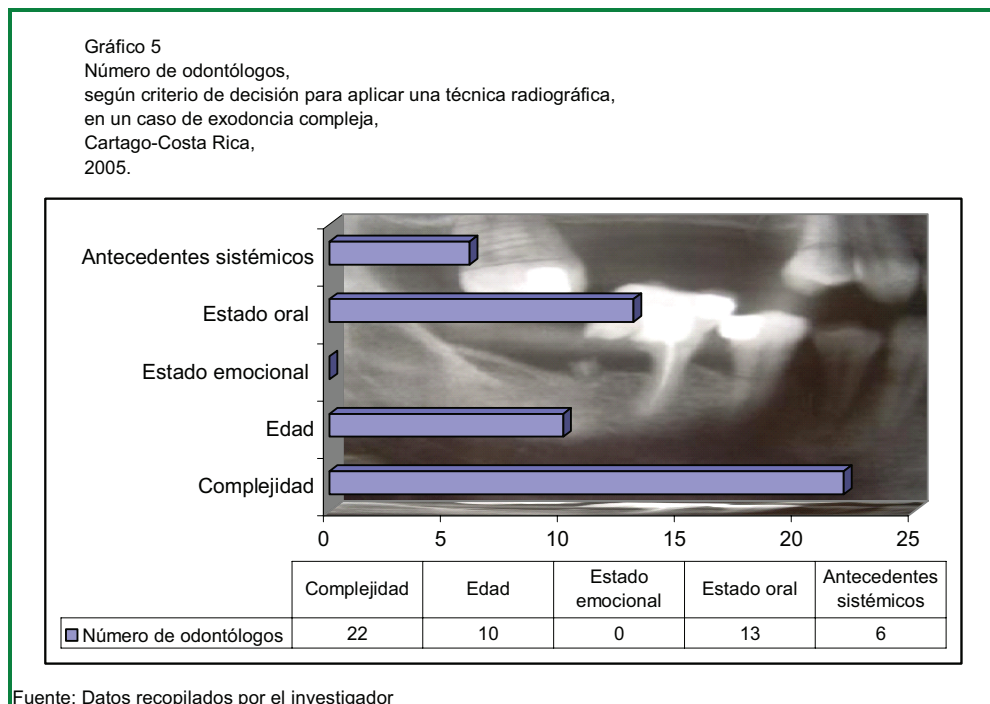 Gráfico 5
Número de odontólogos,
según criterio de decisión para aplicar una técnica radiográfica,
en un caso de exodoncia compleja,
Cartago-Costa Rica,
2005.
Antecedentes sistémicos
Estado oral
Estado emocional
Edad
Complejidad
0 5 10 15 20 25
Complejidad Edad Estado emocional Estado oral Antecedentes sistémicos
Número de odontólogos 22 10 0 13 6
Fuente: Datos recopilados por el investigador